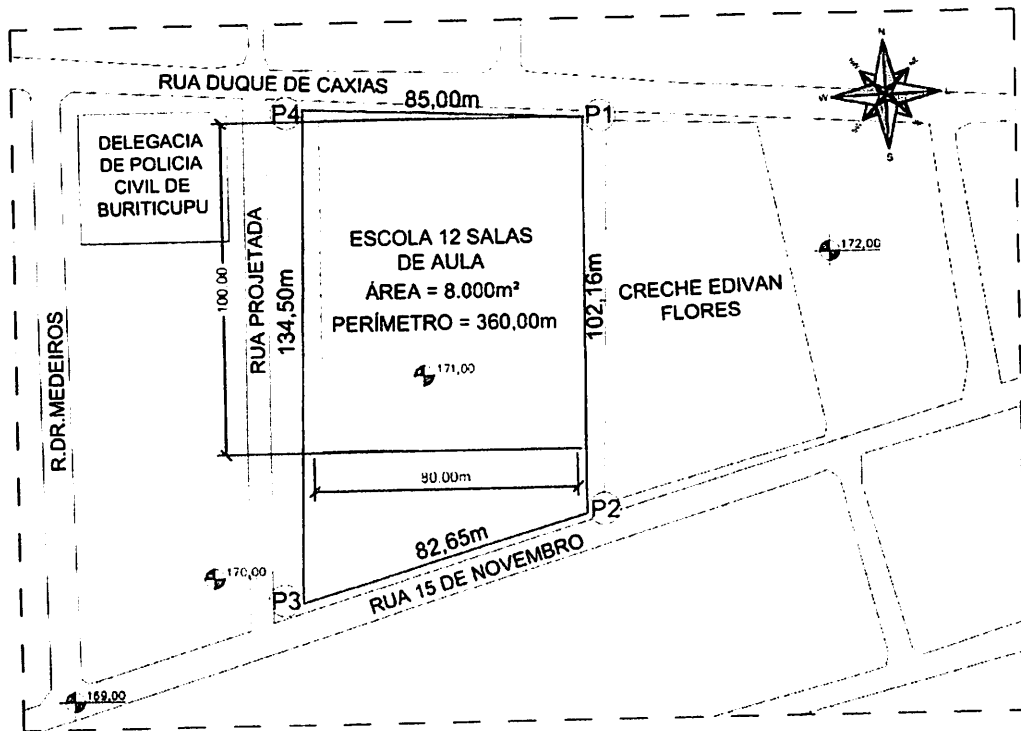 N
RUA DUQUE DE CAXIAS
85,00m
P4
P1
W
L
S
DELEGACIA
DE POLICIA
CIVIL DE
BURITICUPU
RUA PROJETADA
100.00
134,50m
ESCOLA 12 SALAS
DE AULA
ÁREA = 8.000m²
PERÍMETRO = 360,00m
171,00
102,16m
CRECHE EDIVAN
FLORES
172,00
R.DR.MEDEIROS
80.00m
P2
82,65m
RUA 15 DE NOVEMBRO
170,00
P3
169,00